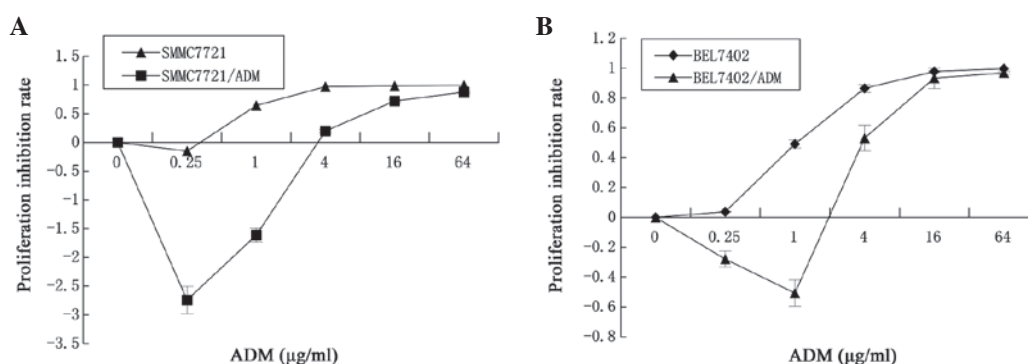 A
SMMC7721
SMMC7721/ADM
Proliferation inhibition rate
1.5
1
0.5
0
-0.5
-1
-1.5
-2
-2.5
-3
-3.5
0 0.25 1 4 16 64
ADM (μg/ml)
B
BEL7402
BEL7402/ADM
Proliferation inhibition rate
1.2
1
0.8
0.6
0.4
0.2
0
-0.2
-0.4
-0.6
-0.8
0 0.25 1 4 16 64
ADM (μg/ml)